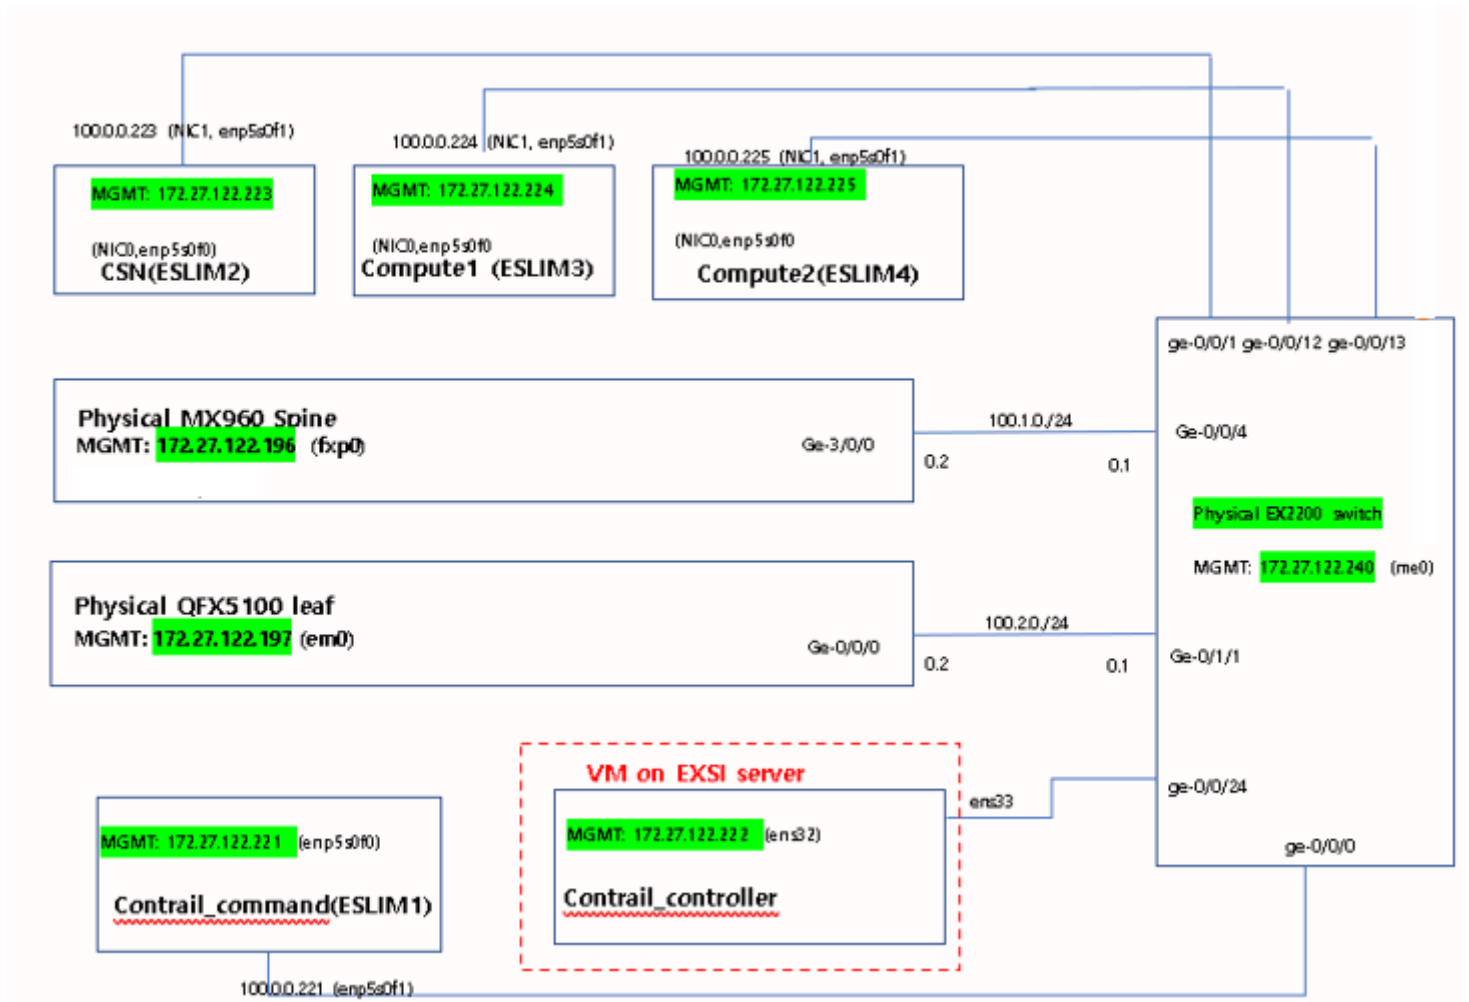 100.0.0.223 (NIC1, enp5s0f1)
100.0.0.224 (NIC1, enp5s0f1)
100.0.0.225 (NIC1, enp5s0f1)
MGMT: 172.27.122.223
(NIC0,enp5s0f0)
CSN(ESLIM2)
MGMT: 172.27.122.224
(NIC0,enp5s0f0
Compute1 (ESLIM3)
MGMT: 172.27.122.225
(NIC0,enp5s0f0
Compute2(ESLIM4)
ge-0/0/1 ge-0/0/12 ge-0/0/13
Physical MX960 Spine
MGMT: 172.27.122.196 (fxp0)
Ge-3/0/0
100.1.0./24
0.2
0.1
Ge-0/0/4
Physical EX2200 switch
MGMT: 172.27.122.240 (me0)
Physical QFX5100 leaf
MGMT: 172.27.122.197 (em0)
Ge-0/0/0
100.2.0./24
0.2
0.1
Ge-0/1/1
VM on EXSI server
ens33
ge-0/0/24
MGMT: 172.27.122.222 (ens32)
Contrail_controller
ge-0/0/0
MGMT: 172.27.122.221 (enp5s0f0)
Contrail_command(ESLIM1)
100.0.0.221 (enp5s0f1)